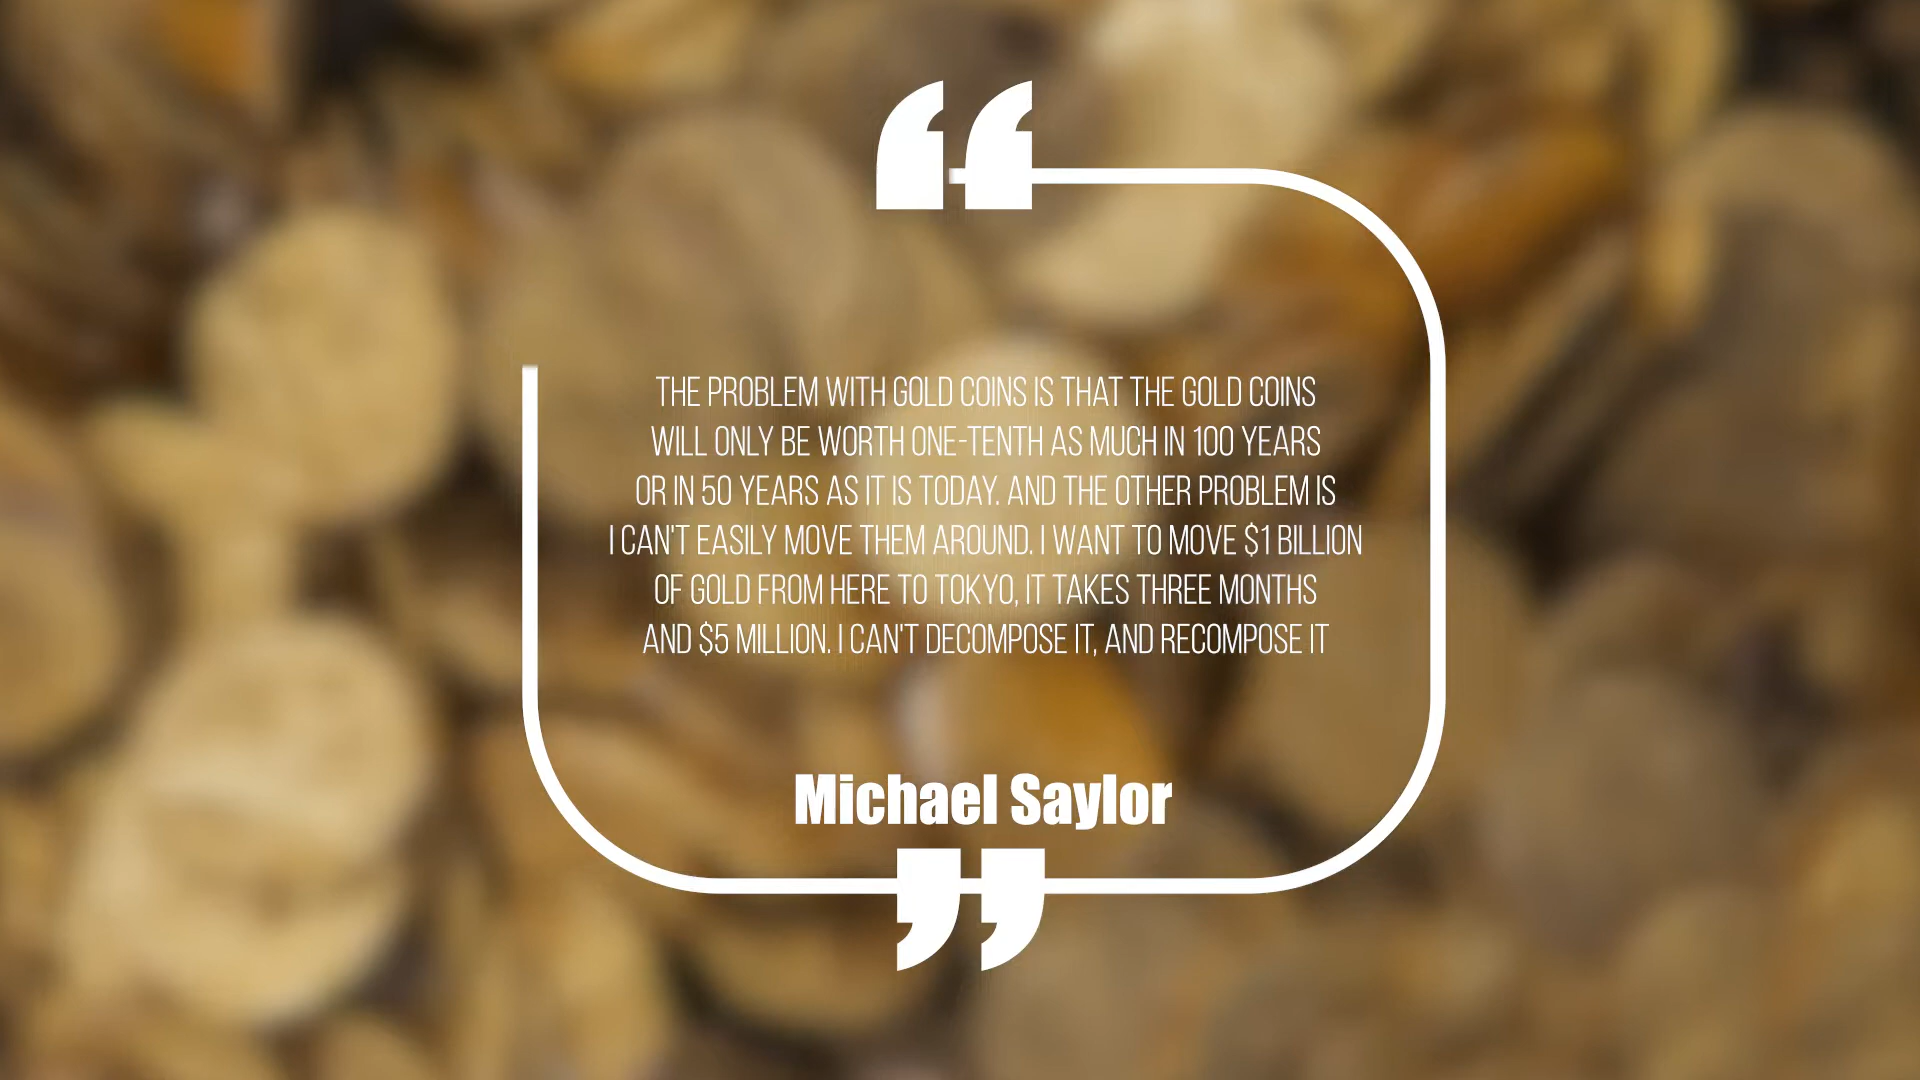 “
THE PROBLEM WITH GOLD COINS IS THAT THE GOLD COINS
WILL ONLY BE WORTH ONE-TENTH AS MUCH IN 100 YEARS
OR IN 50 YEARS AS IT IS TODAY. AND THE OTHER PROBLEM IS
I CAN'T EASILY MOVE THEM AROUND. I WANT TO MOVE $1 BILLION
OF GOLD FROM HERE TO TOKYO, IT TAKES THREE MONTHS
AND $5 MILLION. I CAN'T DECOMPOSE IT, AND RECOMPOSE IT
Michael Saylor
”